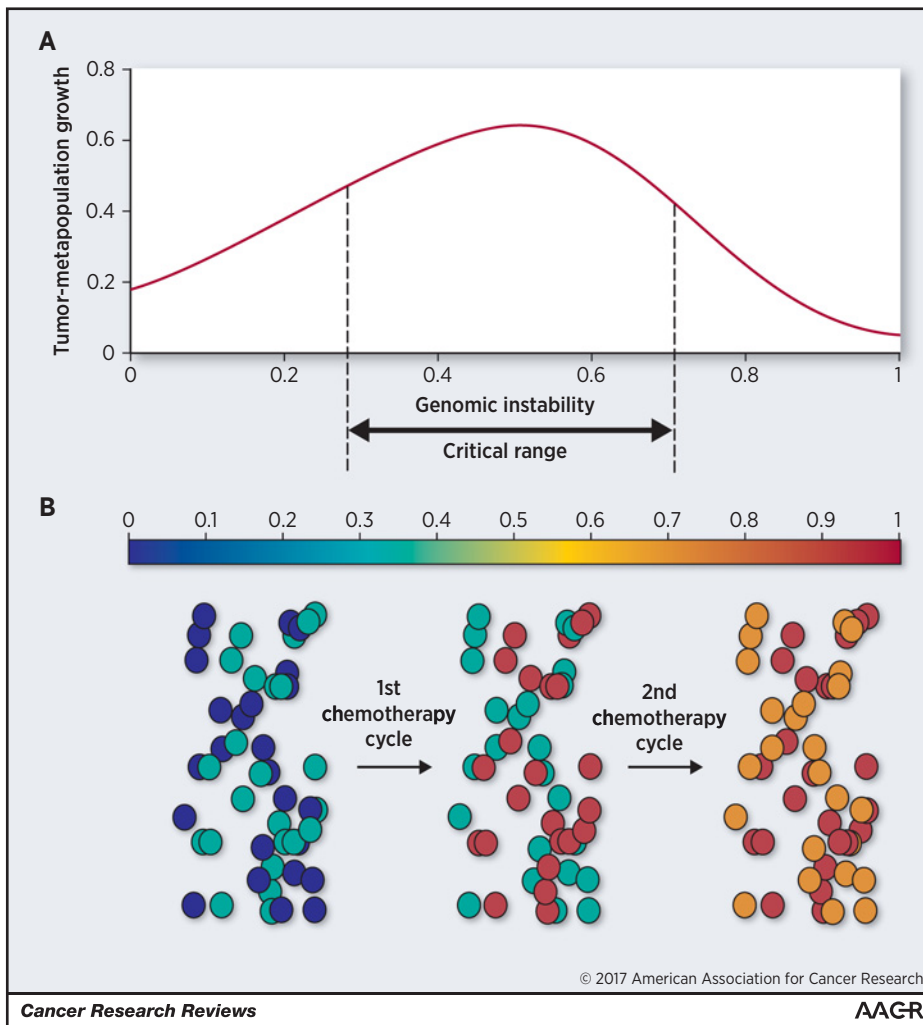 A
Tumor-metapopulation growth
0.8
0.6
0.4
0.2
0
0 0.2 0.4 0.6 0.8 1
Genomic instability
Critical range
B
0 0.1 0.2 0.3 0.4 0.5 0.6 0.7 0.8 0.9 1
1st
chemotherapy
cycle
2nd
chemotherapy
cycle
© 2017 American Association for Cancer Research
Cancer Research Reviews
AACR